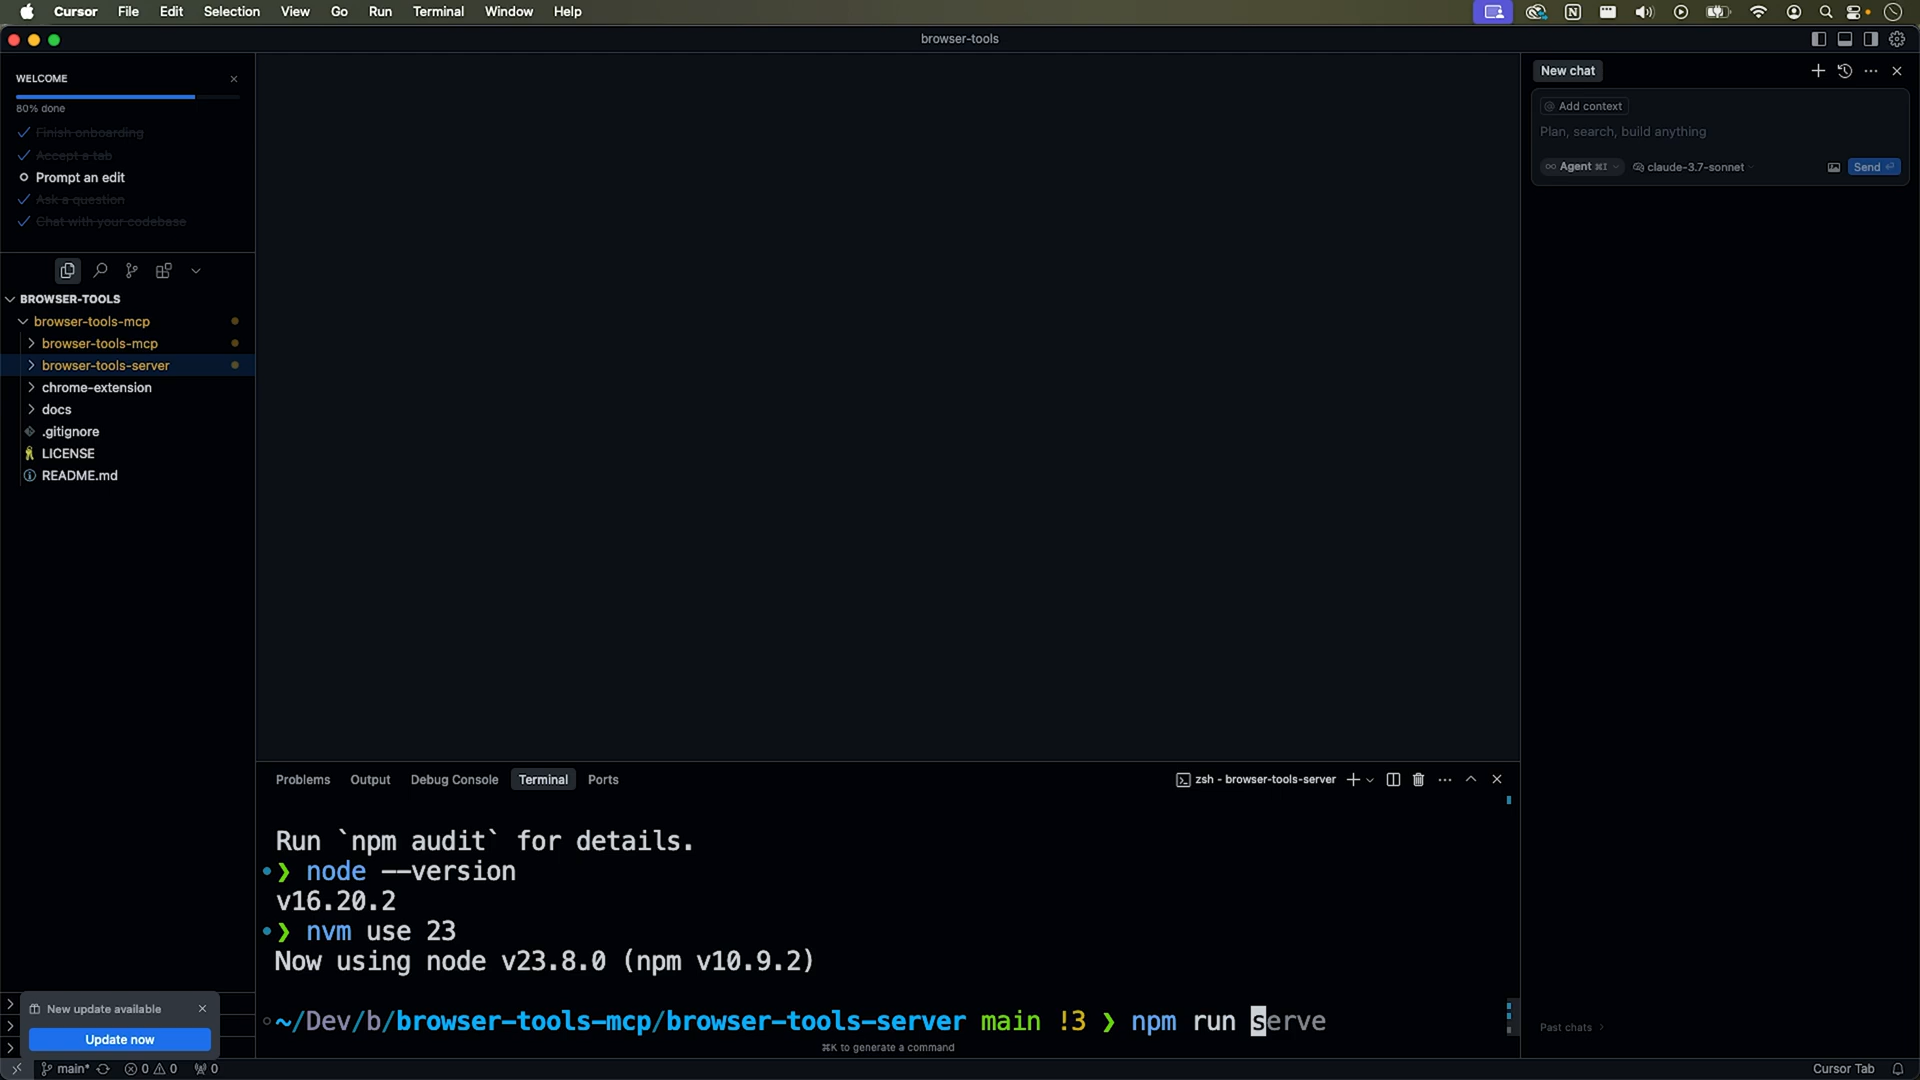 Cursor File Edit Selection View Go Run Terminal Window Help
browser-tools
WELCOME
80% done
Finish onboarding
Accept a tab
Prompt an edit
Ask a question
Chat with your codebase
BROWSER-TOOLS
browser-tools-mcp
browser-tools-mcp
browser-tools-server
chrome-extension
docs
.gitignore
LICENSE
README.md
New update available
Update now
New chat
@ Add context
Plan, search, build anything
∞ Agent ⌘I claude-3.7-sonnet Send
Past chats
Problems Output Debug Console Terminal Ports
zsh - browser-tools-server
Run `npm audit` for details.
❯ node --version
v16.20.2
❯ nvm use 23
Now using node v23.8.0 (npm v10.9.2)
~/Dev/b/browser-tools-mcp/browser-tools-server main !3 ❯ npm run serve
⌘K to generate a command
main* 0 0 0
Cursor Tab